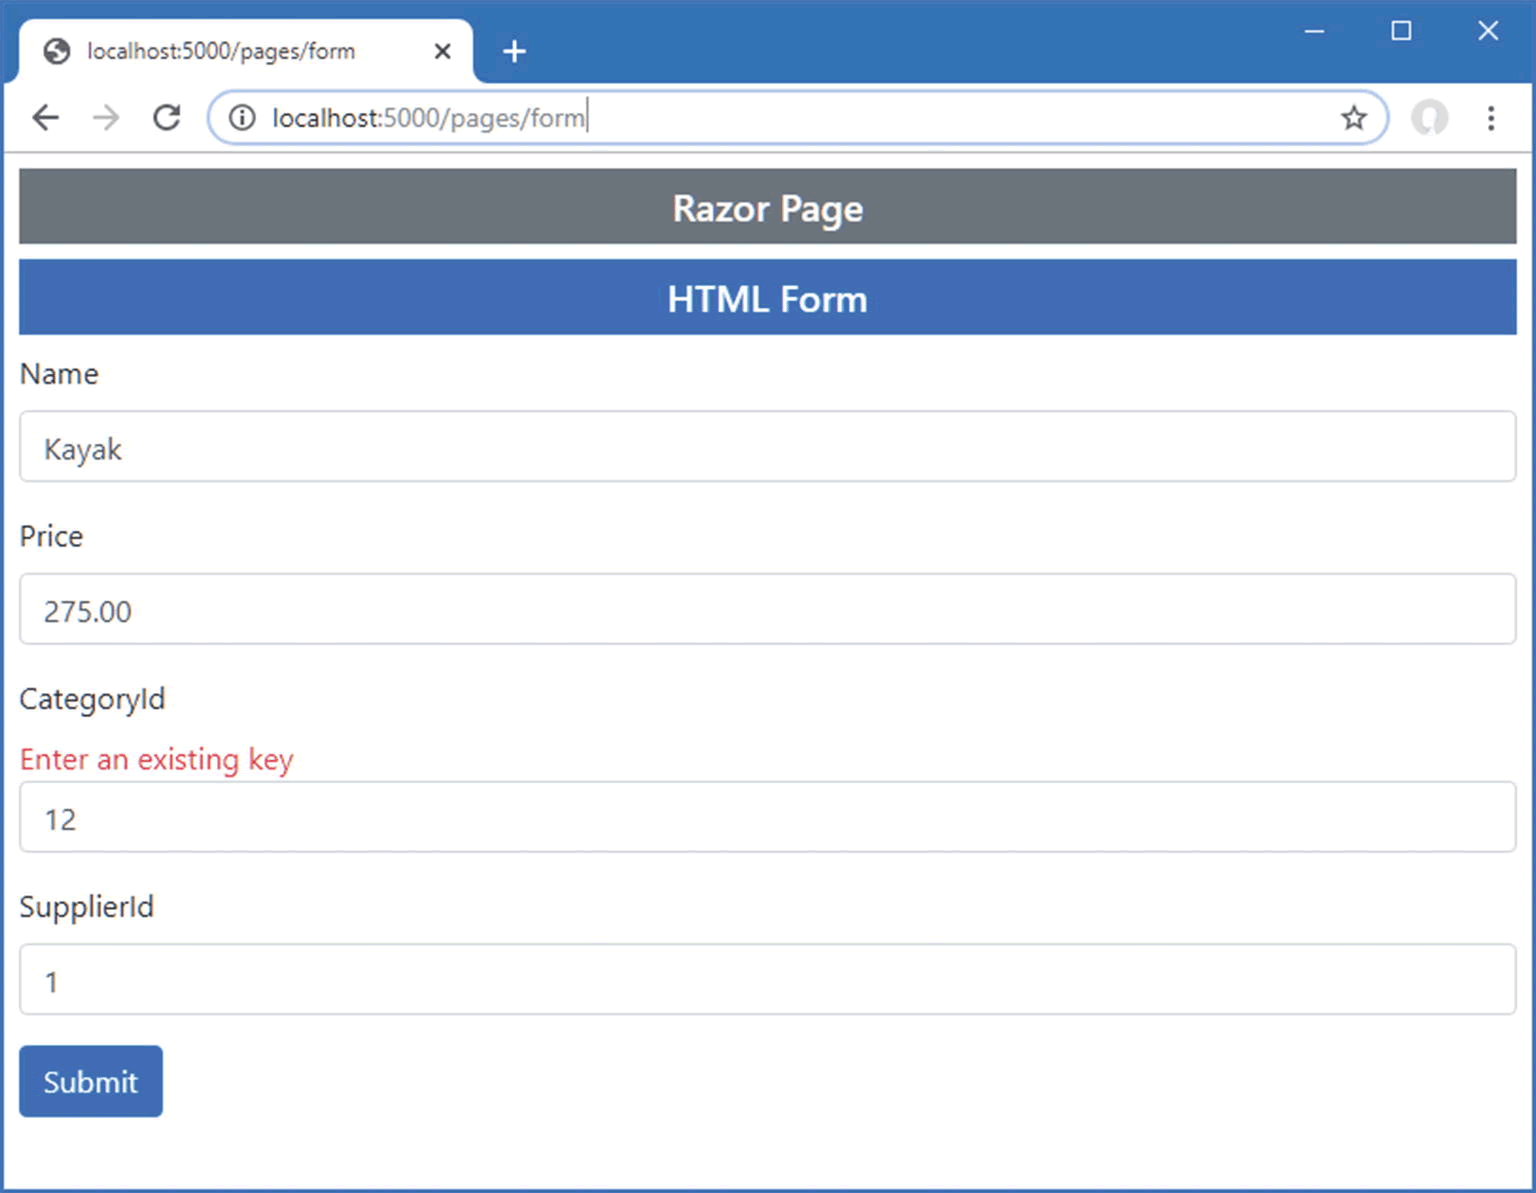 localhost:5000/pages/form
localhost:5000/pages/form
Razor Page
HTML Form
Name
Kayak
Price
275.00
CategoryId
Enter an existing key
12
SupplierId
1
Submit